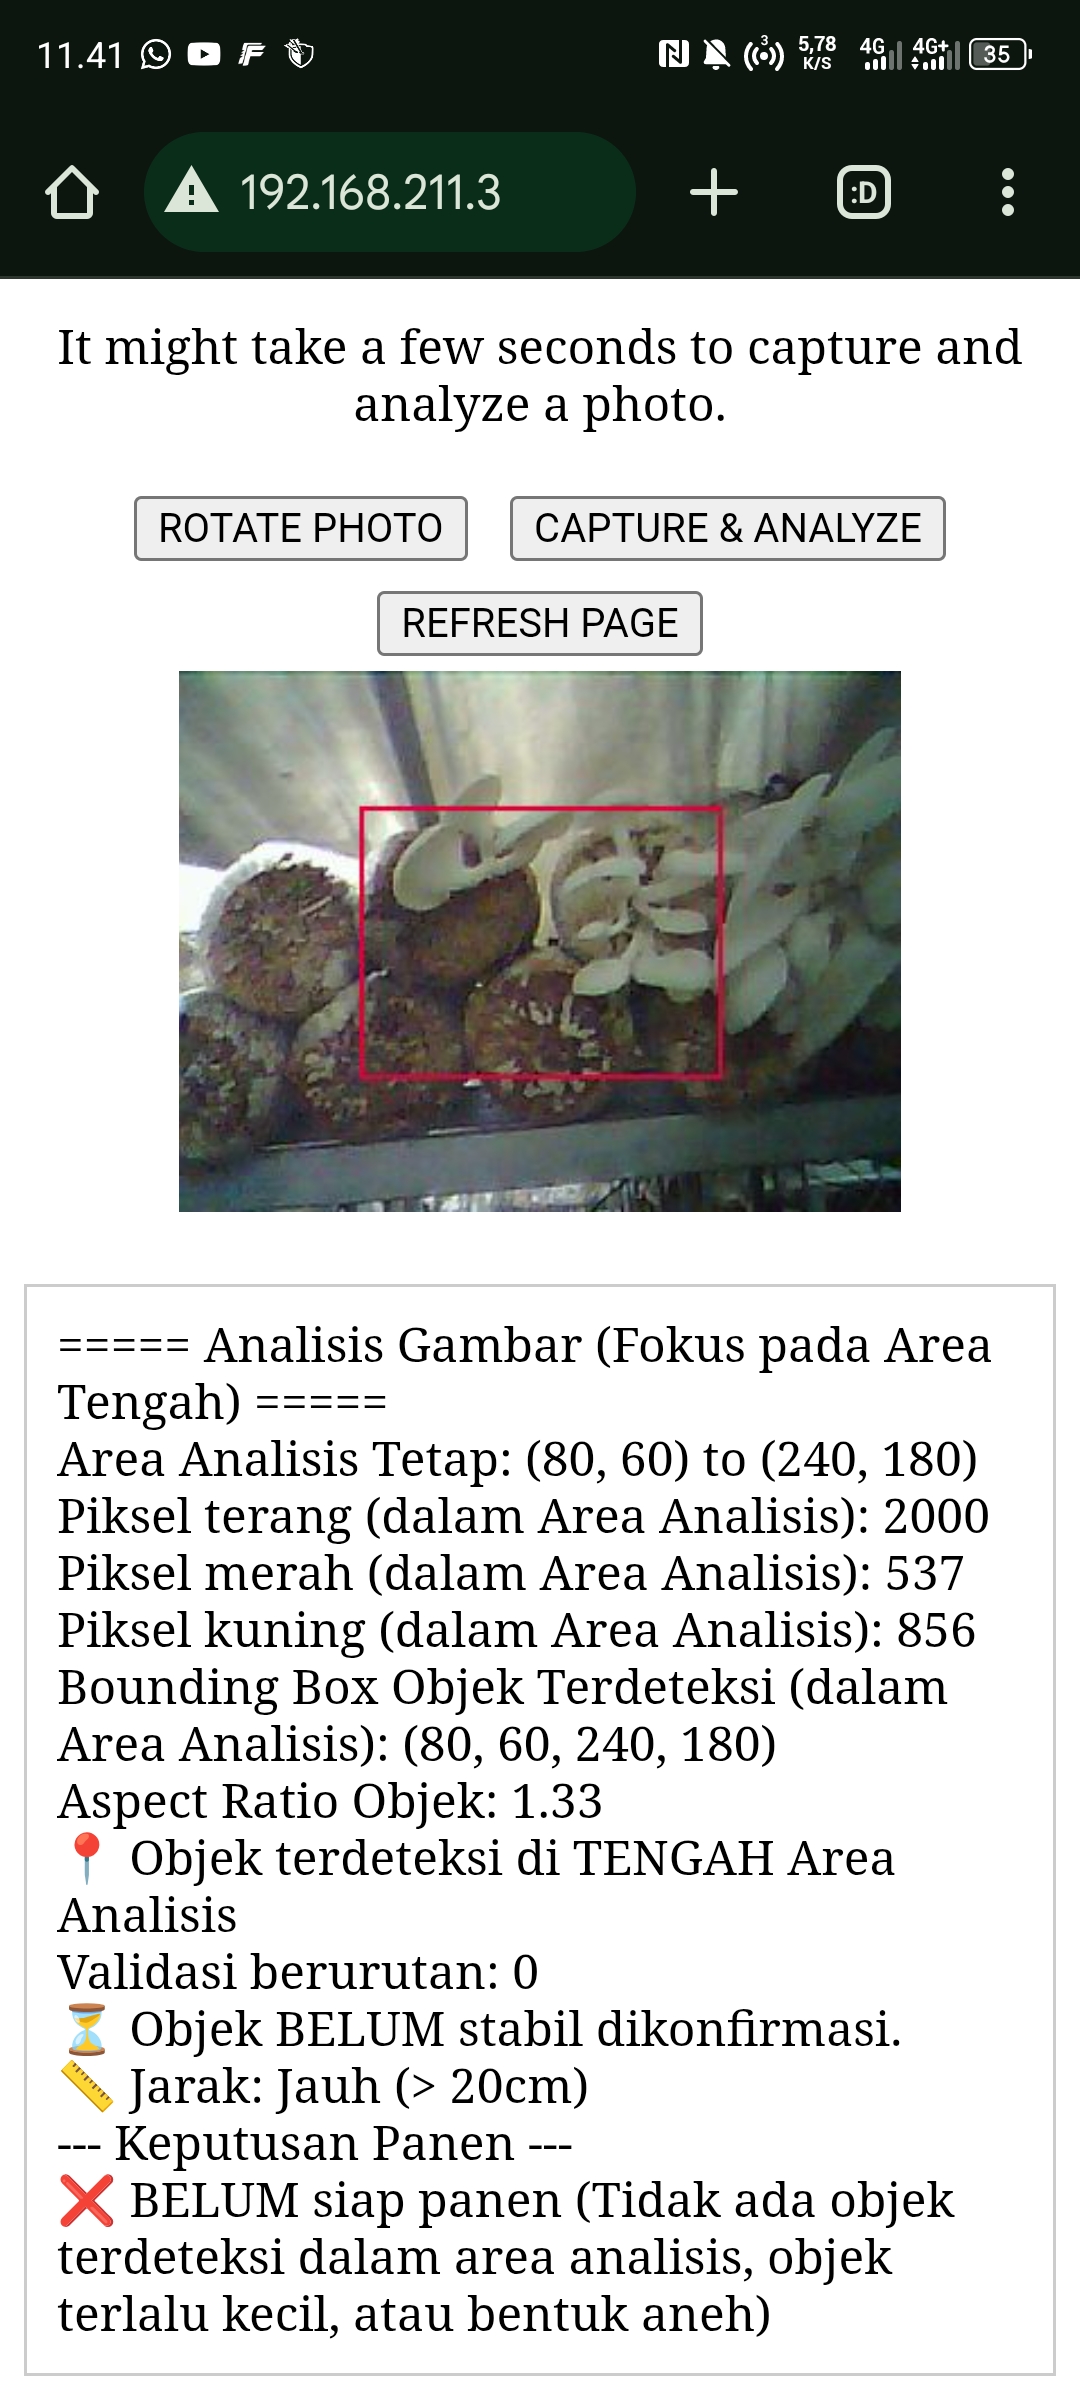 11.41
3
5,78
K/S
4G
4G+
35
192.168.211.3
:D
It might take a few seconds to capture and
analyze a photo.
ROTATE PHOTO
CAPTURE & ANALYZE
REFRESH PAGE
===== Analisis Gambar (Fokus pada Area
Tengah) =====
Area Analisis Tetap: (80, 60) to (240, 180)
Piksel terang (dalam Area Analisis): 2000
Piksel merah (dalam Area Analisis): 537
Piksel kuning (dalam Area Analisis): 856
Bounding Box Objek Terdeteksi (dalam
Area Analisis): (80, 60, 240, 180)
Aspect Ratio Objek: 1.33
📍 Objek terdeteksi di TENGAH Area
Analisis
Validasi berurutan: 0
⏳ Objek BELUM stabil dikonfirmasi.
📏 Jarak: Jauh (> 20cm)
--- Keputusan Panen ---
❌ BELUM siap panen (Tidak ada objek
terdeteksi dalam area analisis, objek
terlalu kecil, atau bentuk aneh)